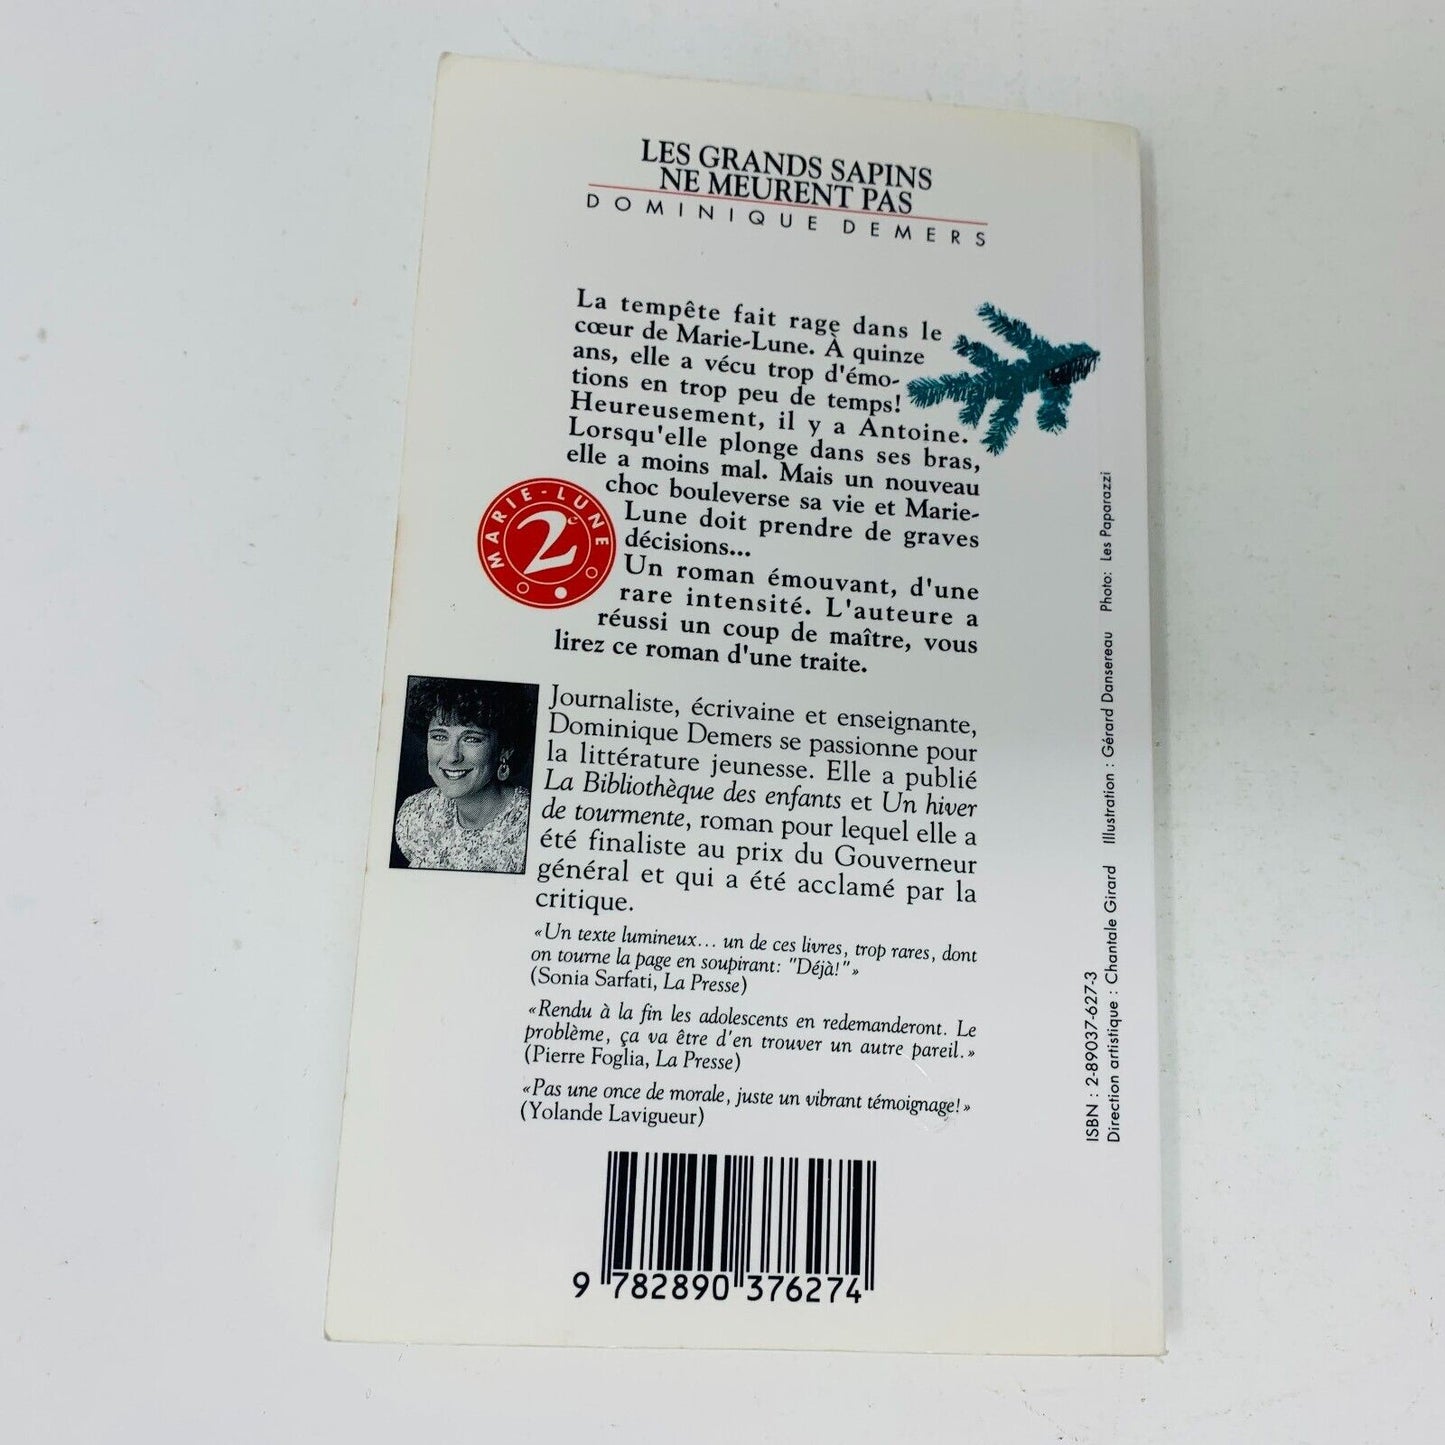 LES GRANDS SAPINS
NE MEURENT PAS
DOMINIQUE DEMERS
La tempête fait rage dans le
cœur de Marie-Lune. À quinze
ans, elle a vécu trop d'émo-
tions en trop peu de temps!
Heureusement, il y a Antoine.
Lorsqu'elle plonge dans ses bras,
elle a moins mal. Mais un nouveau
choc bouleverse sa vie et Marie-
Lune doit prendre de graves
décisions...
Un roman émouvant, d'une
rare intensité. L'auteure a
réussi un coup de maître, vous
lirez ce roman d'une traite.
MARIE-LUNE
2e
Journaliste, écrivaine et enseignante,
Dominique Demers se passionne pour
la littérature jeunesse. Elle a publié
La Bibliothèque des enfants et Un hiver
de tourmente, roman pour lequel elle a
été finaliste au prix du Gouverneur
général et qui a été acclamé par la
critique.
«Un texte lumineux... un de ces livres, trop rares, dont
on tourne la page en soupirant: "Déjà!"»
(Sonia Sarfati, La Presse)
«Rendu à la fin les adolescents en redemanderont. Le
problème, ça va être d'en trouver un autre pareil.»
(Pierre Foglia, La Presse)
«Pas une once de morale, juste un vibrant témoignage!»
(Yolande Lavigueur)
9 782890 376274
ISBN : 2-89037-627-3
Direction artistique : Chantale Girard Illustration : Gérard Dansereau Photo: Les Paparazzi